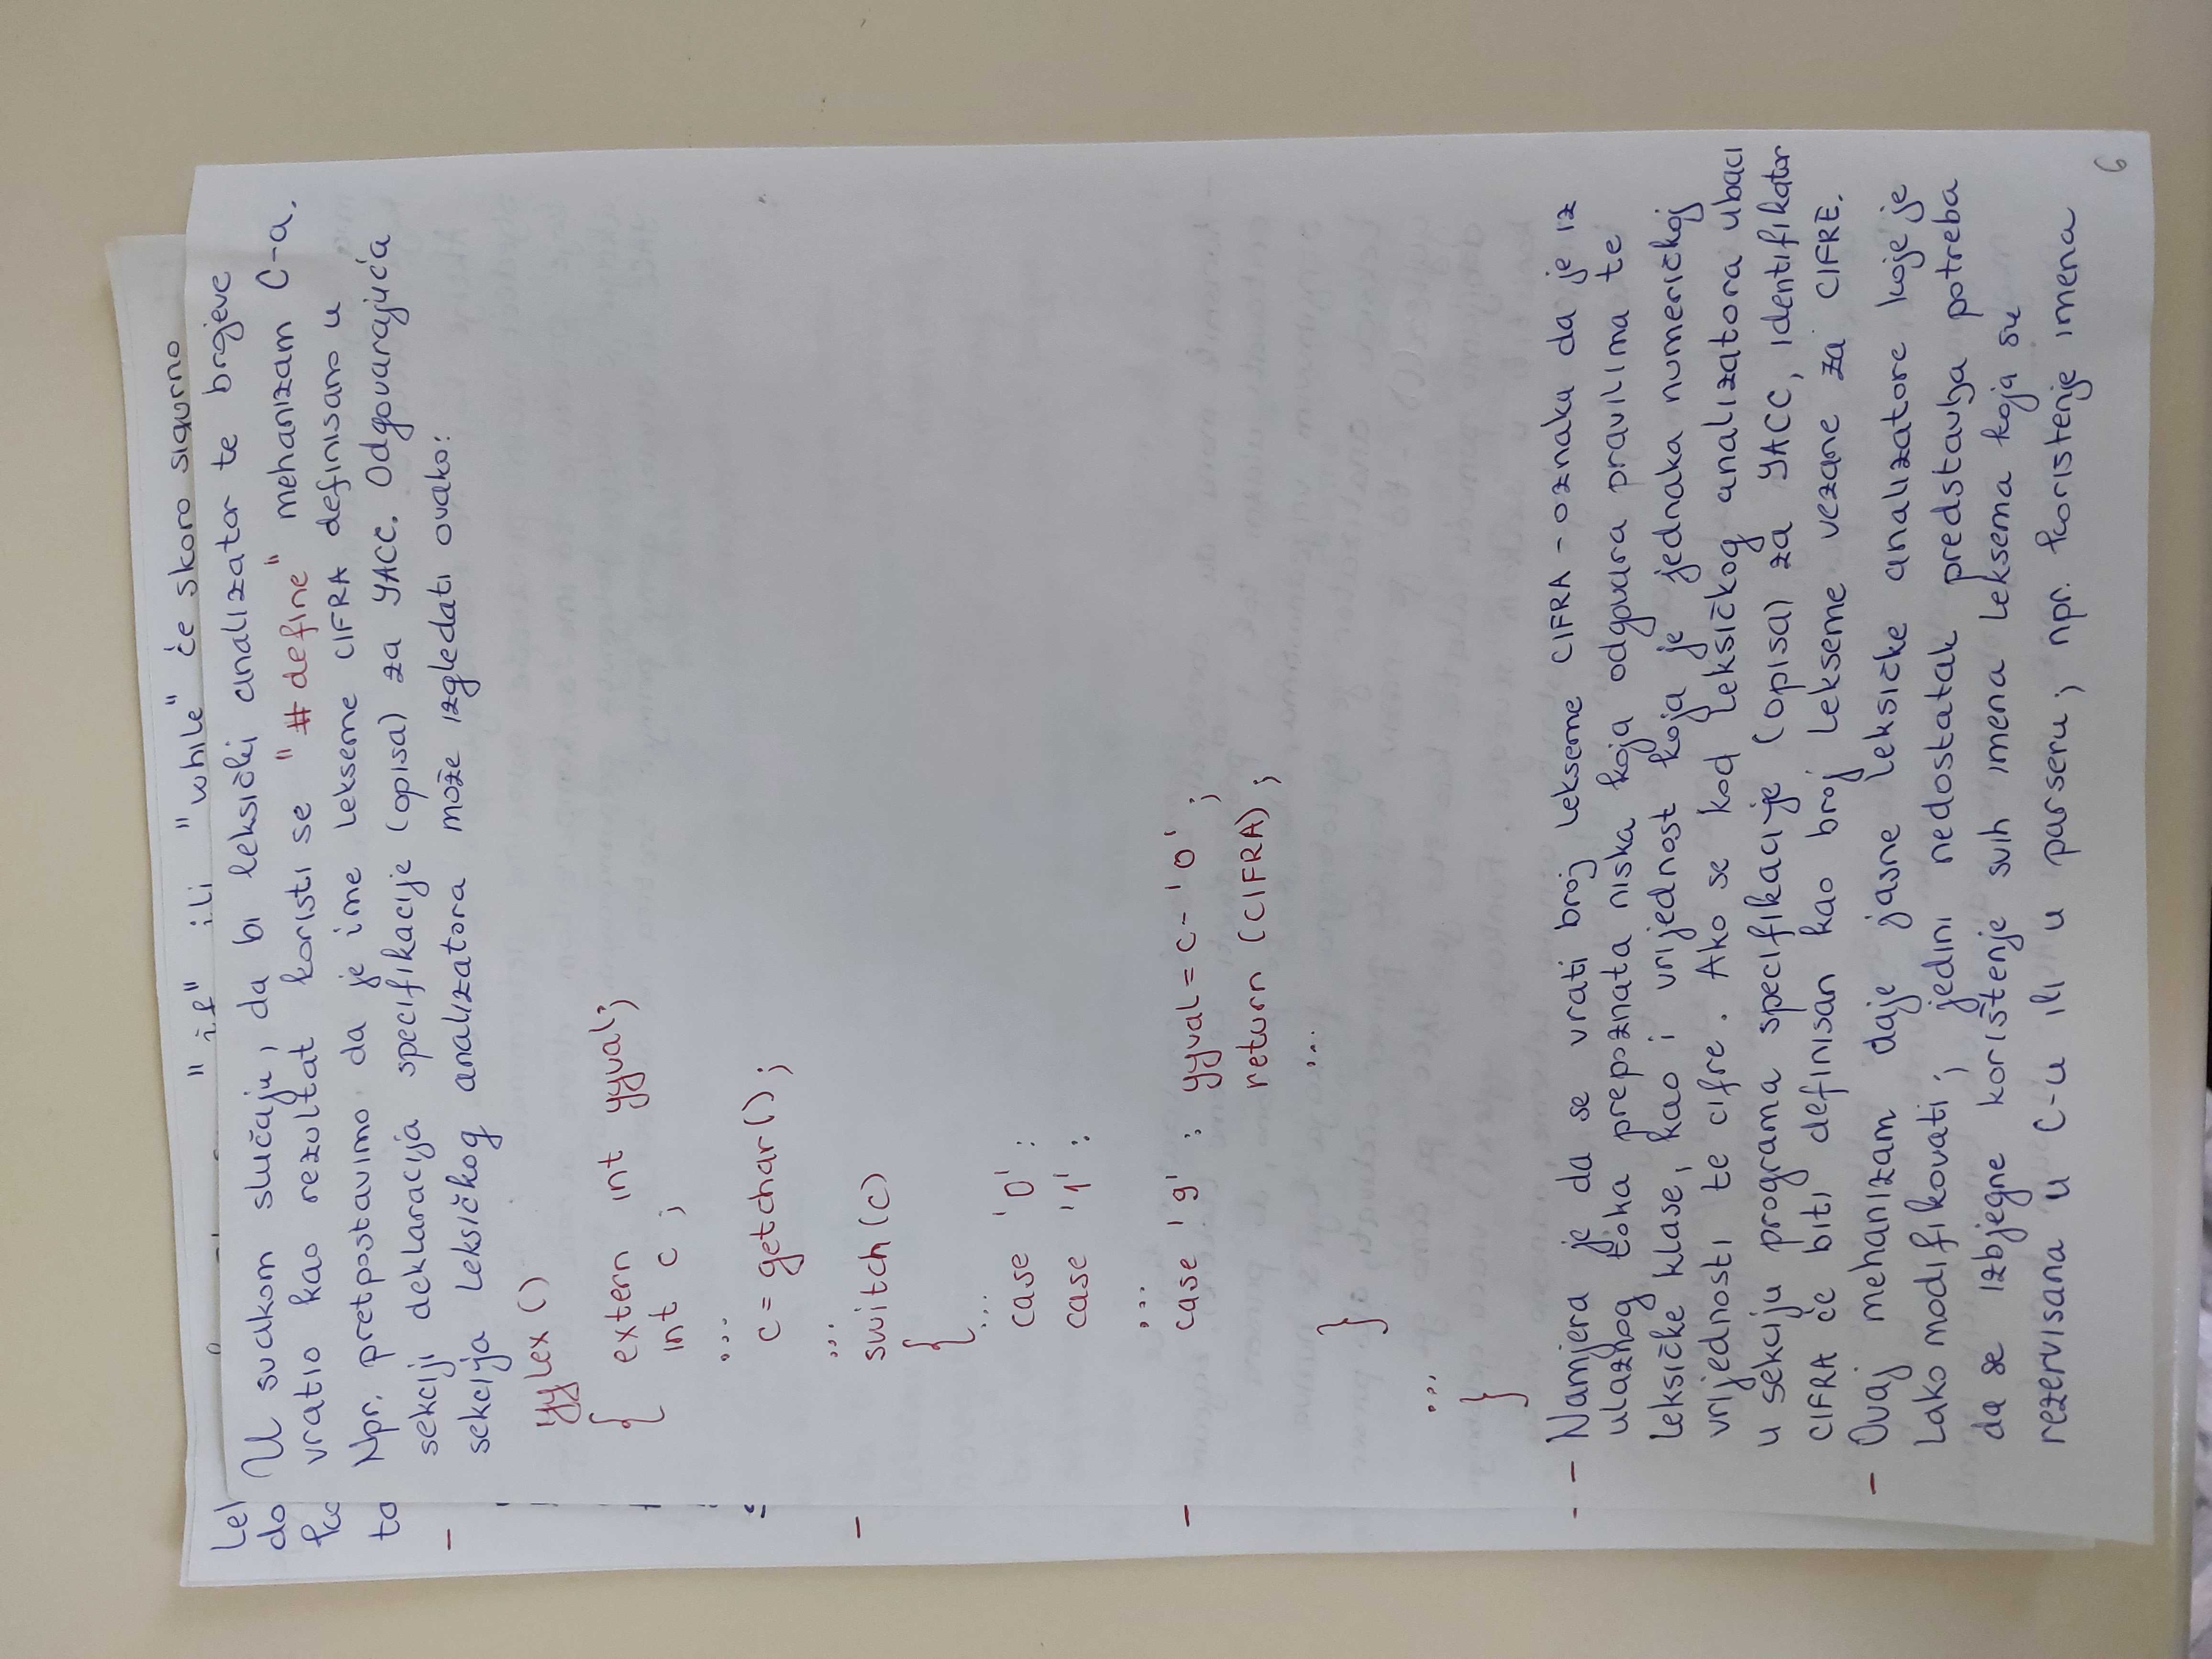 "if" ili "while" će skoro sigurno
Lek
do
ko
to
U svakom slučaju, da bi leksički analizator te brojeve
vratio kao rezultat koristi se "#define" mehanizam C-a.
Npr. pretpostavimo da je ime lekseme CIFRA definisano u
sekciji deklaracija specifikacije (opisa) za YACC. Odgovarajuća
sekcija leksičkog analizatora može izgledati ovako:
yylex ()
{ extern int yyval;
int c ;
...
c = getchar();
...
switch (c)
{
...
case '0' :
case '1' :
...
case '9' : yyval = c - '0' ;
return (CIFRA) ;
...
}
...
}
- Namjera je da se vrati broj lekseme CIFRA - oznaka da je iz
ulaznog toka prepoznata niska koja odgovara pravilima te
leksičke klase, kao i vrijednost koja je jednaka numeričkoj
vrijednosti te cifre. Ako se kod leksičkog analizatora ubaci
u sekciju programa specifikacije (opisa) za YACC, identifikator
CIFRA će biti definisan kao broj lekseme vezane za CIFRE.
- Ovaj mehanizam daje jasne leksičke analizatore koje je
lako modifikovati; jedini nedostatak predstavlja potreba
da se izbjegne korištenje svih imena leksema koja su
rezervisana u C-u ili u parseru; npr. koristenje imena
6